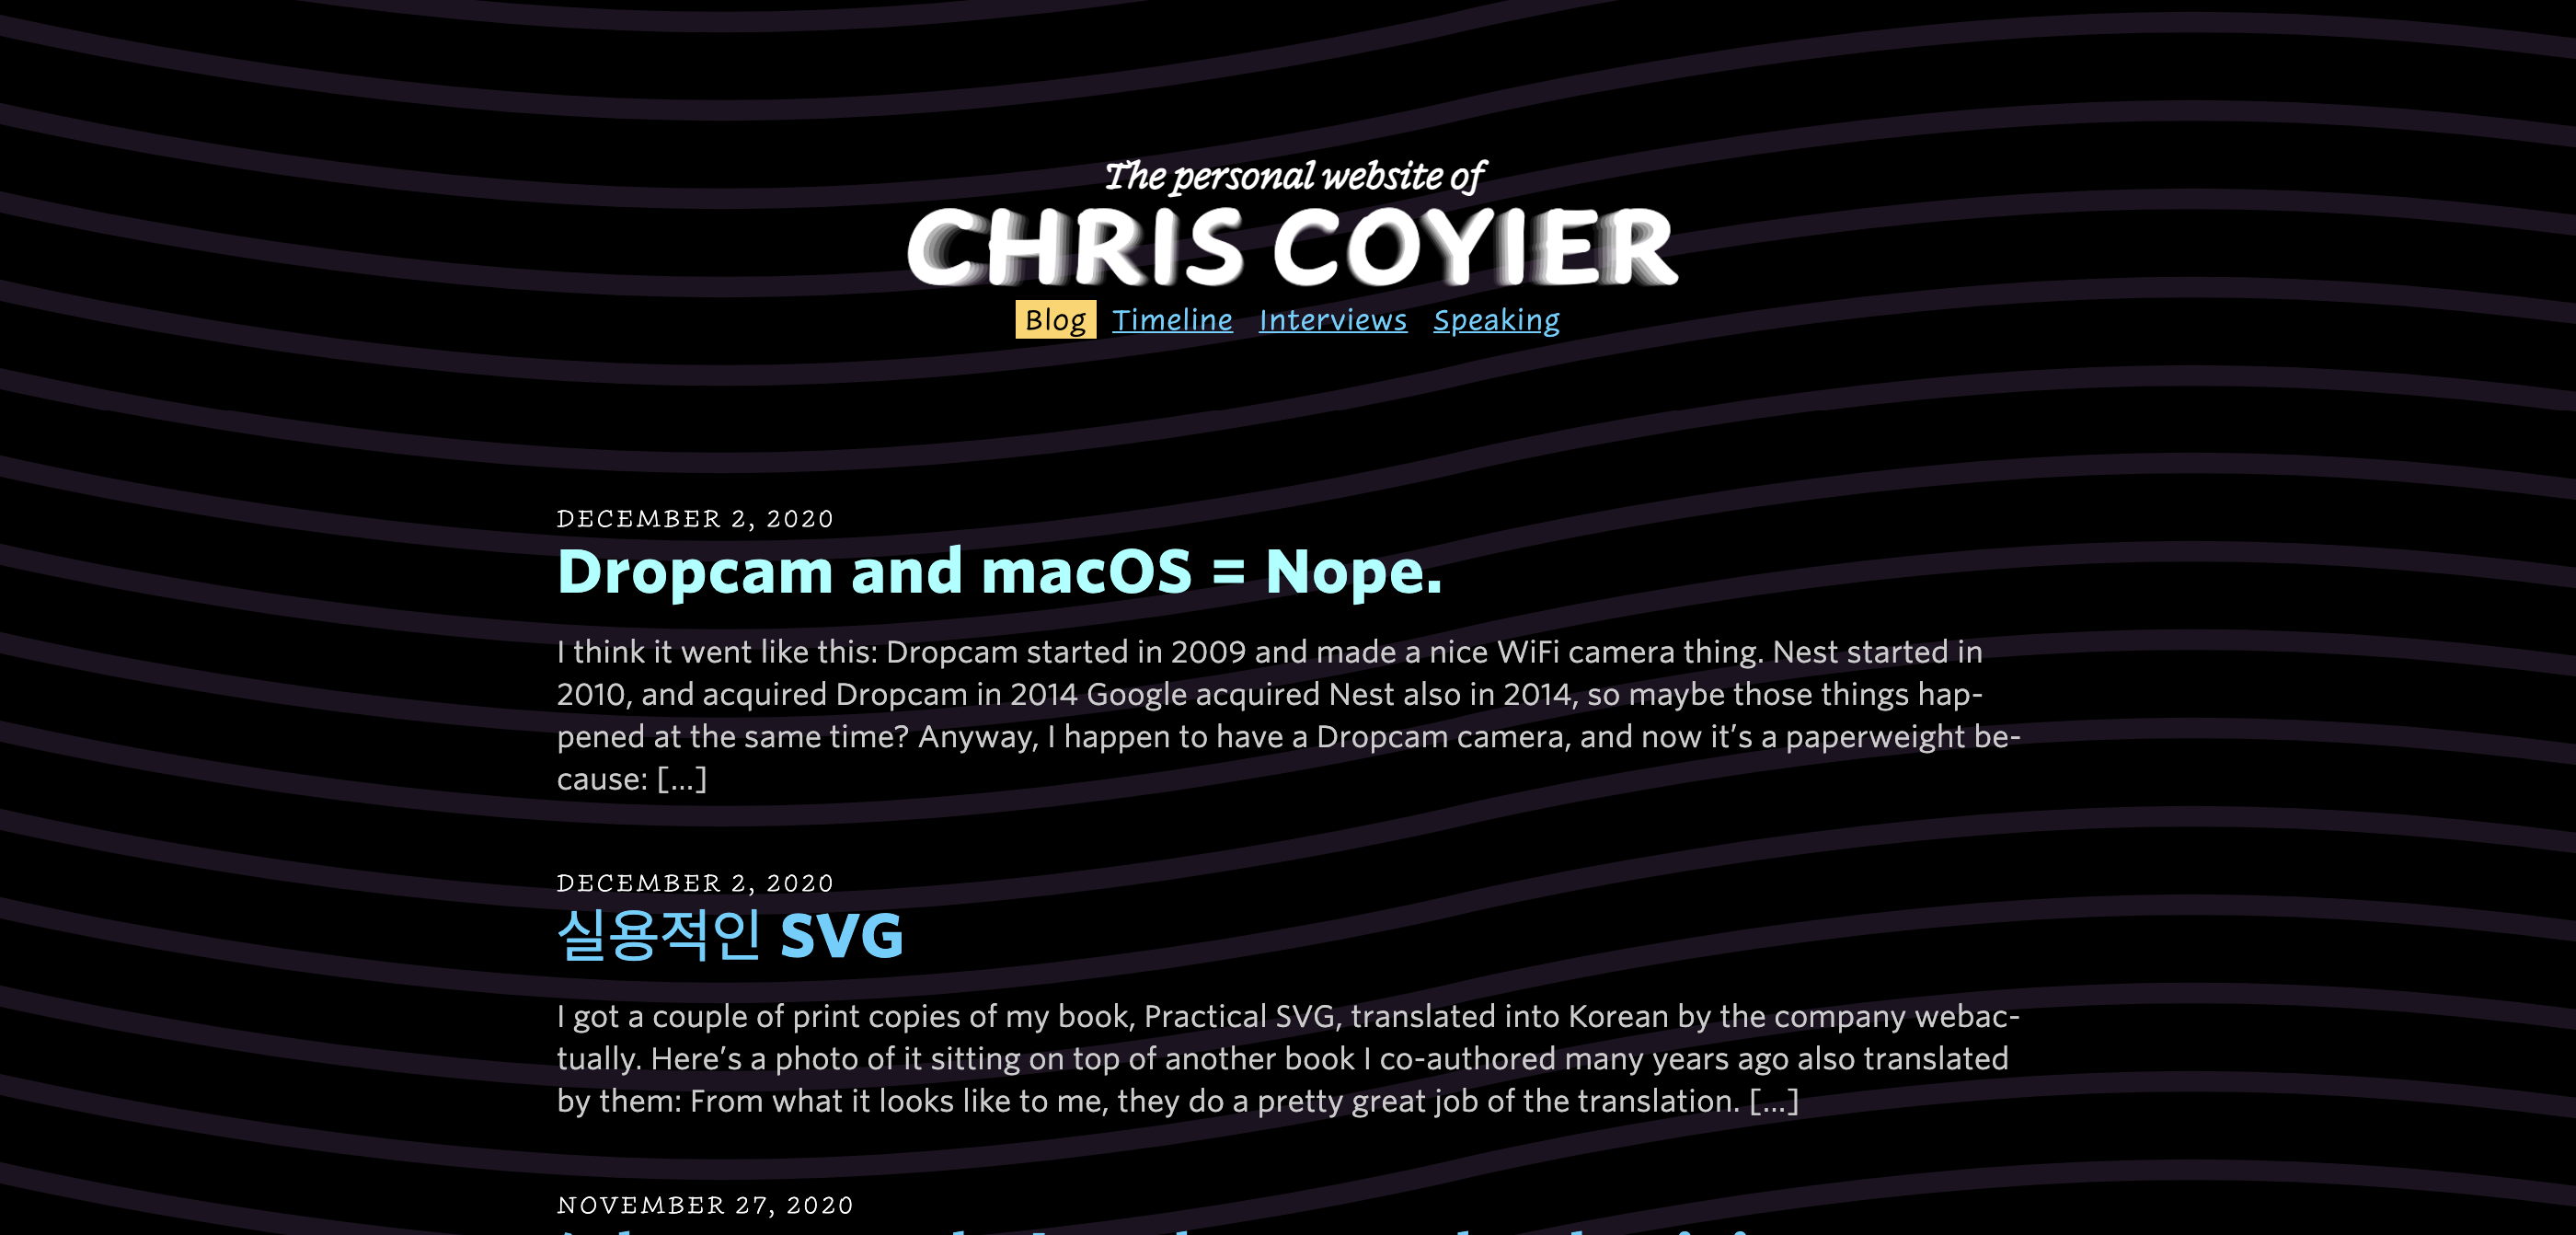 The personal website of
CHRIS COYIER
Blog Timeline Interviews Speaking
DECEMBER 2, 2020
Dropcam and macOS = Nope.
I think it went like this: Dropcam started in 2009 and made a nice WiFi camera thing. Nest started in
2010, and acquired Dropcam in 2014 Google acquired Nest also in 2014, so maybe those things hap-
pened at the same time? Anyway, I happen to have a Dropcam camera, and now it’s a paperweight be-
cause: […]
DECEMBER 2, 2020
실용적인 SVG
I got a couple of print copies of my book, Practical SVG, translated into Korean by the company webac-
tually. Here’s a photo of it sitting on top of another book I co-authored many years ago also translated
by them: From what it looks like to me, they do a pretty great job of the translation. […]
NOVEMBER 27, 2020